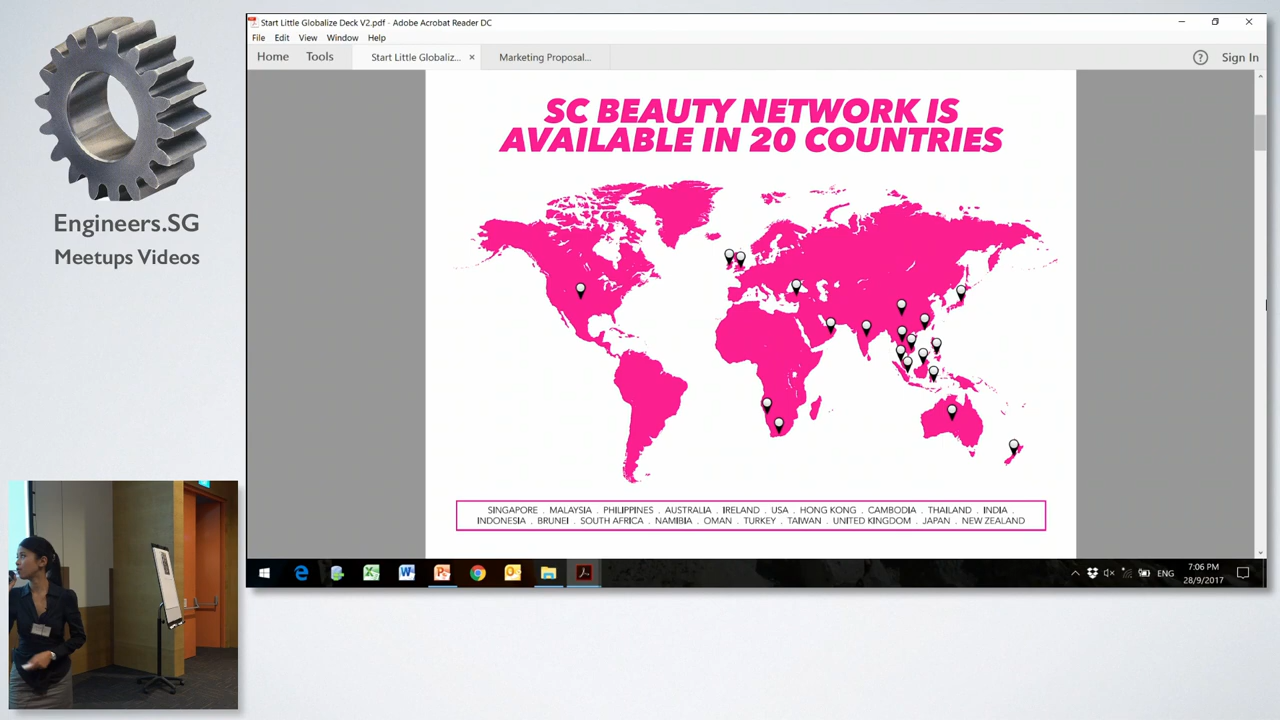 Start Little Globalize Deck V2.pdf - Adobe Acrobat Reader DC
File Edit View Window Help
Home Tools Start Little Globaliz... × Marketing Proposal... ? Sign In
SC BEAUTY NETWORK IS
AVAILABLE IN 20 COUNTRIES
SINGAPORE . MALAYSIA . PHILIPPINES . AUSTRALIA . IRELAND . USA . HONG KONG . CAMBODIA . THAILAND . INDIA .
INDONESIA . BRUNEI . SOUTH AFRICA . NAMIBIA . OMAN . TURKEY . TAIWAN . UNITED KINGDOM . JAPAN . NEW ZEALAND
ENG
7:06 PM
28/9/2017
Engineers.SG
Meetups Videos